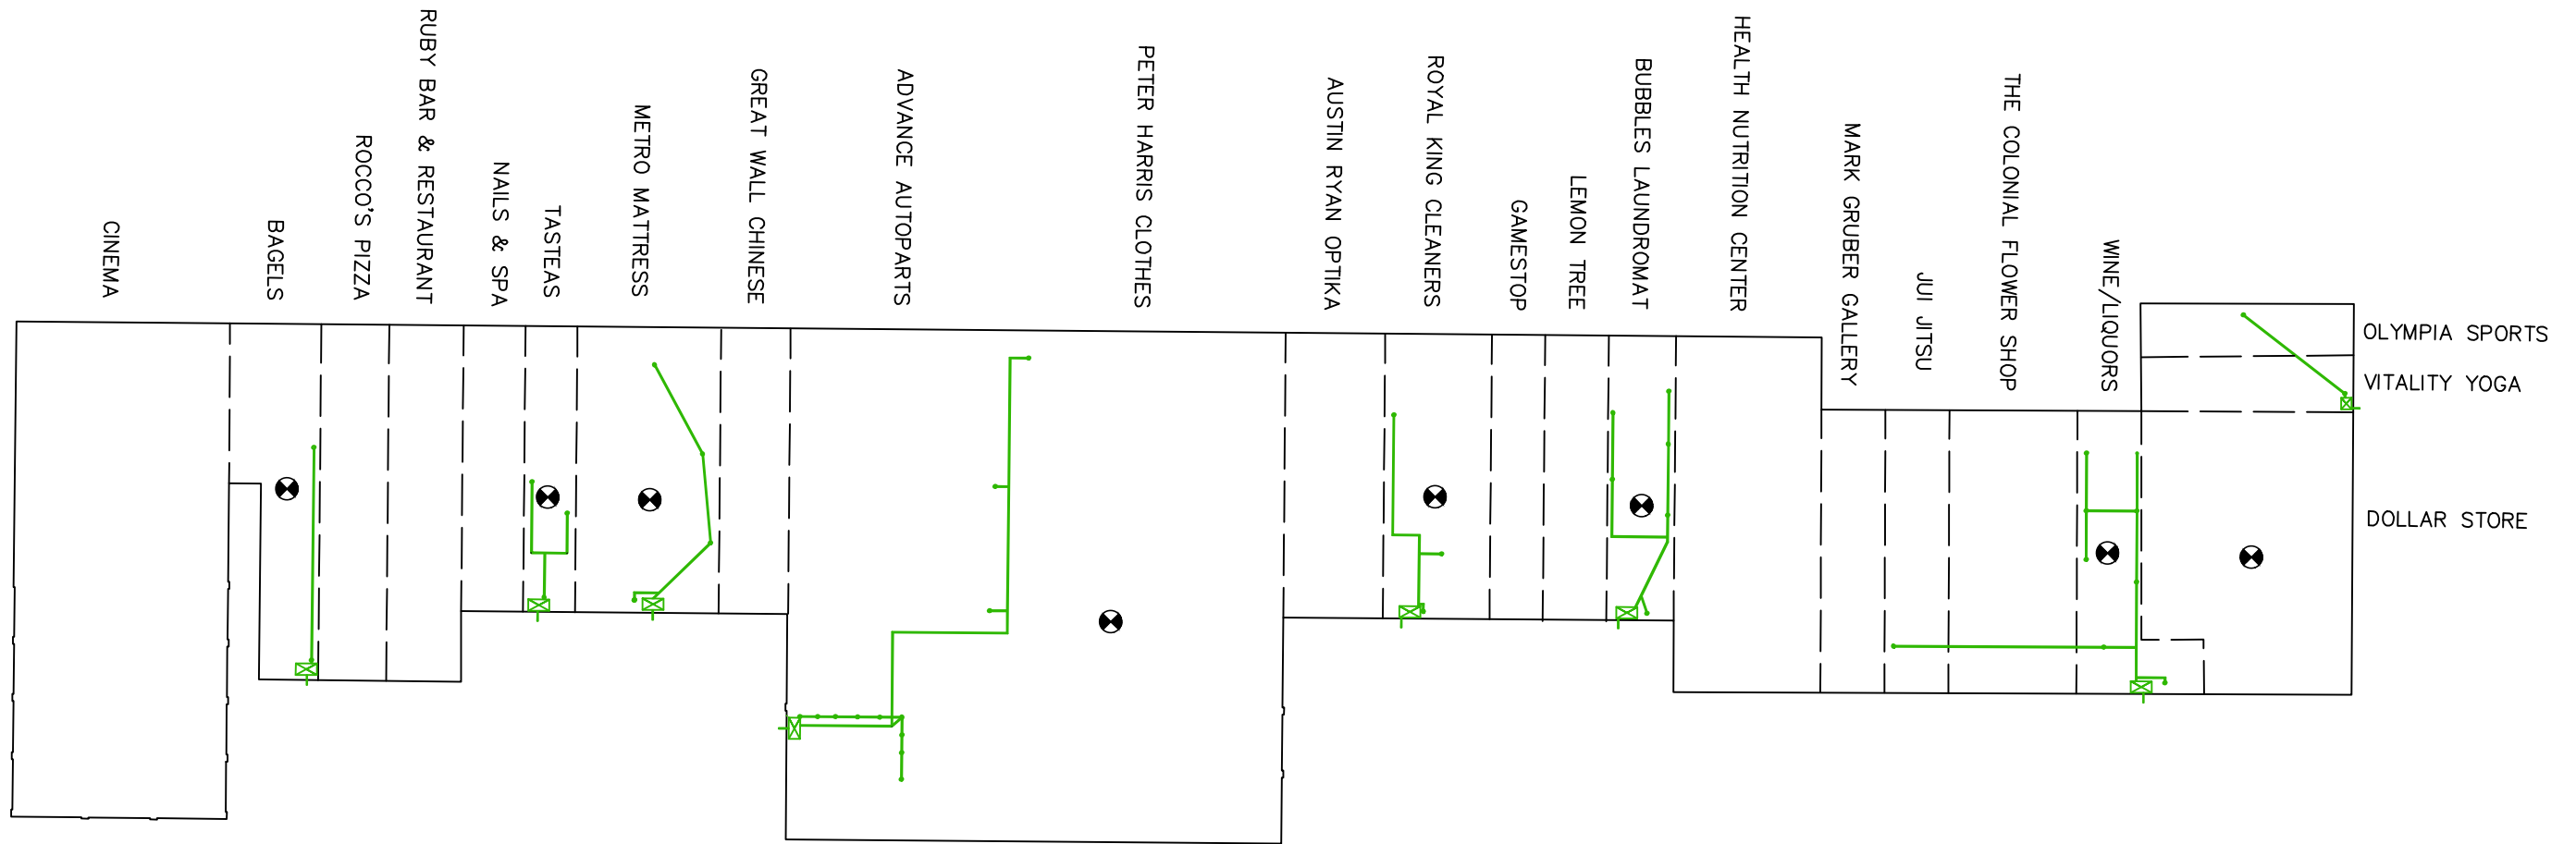 CINEMA
BAGELS
ROCCO'S PIZZA
RUBY BAR & RESTAURANT
NAILS & SPA
TASTEAS
METRO MATTRESS
GREAT WALL CHINESE
ADVANCE AUTOPARTS
PETER HARRIS CLOTHES
AUSTIN RYAN OPTIKA
ROYAL KING CLEANERS
GAMESTOP
LEMON TREE
BUBBLES LAUNDROMAT
HEALTH NUTRITION CENTER
MARK GRUBER GALLERY
JUI JITSU
THE COLONIAL FLOWER SHOP
WINE/LIQUORS
OLYMPIA SPORTS
VITALITY YOGA
DOLLAR STORE